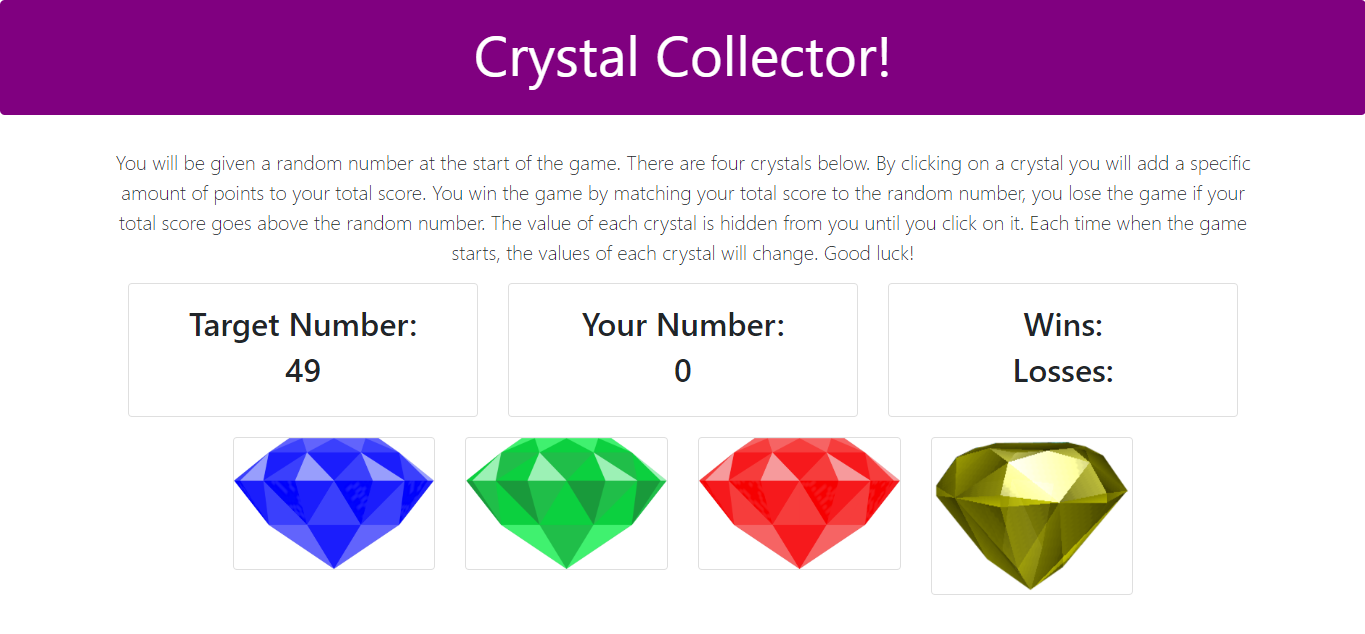 Crystal Collector!
You will be given a random number at the start of the game. There are four crystals below. By clicking on a crystal you will add a specific
amount of points to your total score. You win the game by matching your total score to the random number, you lose the game if your
total score goes above the random number. The value of each crystal is hidden from you until you click on it. Each time when the game
starts, the values of each crystal will change. Good luck!
Target Number:
49
Your Number:
0
Wins:
Losses: